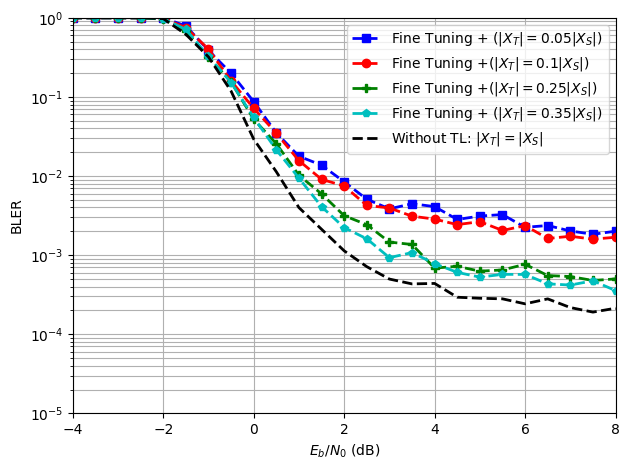 10⁰
10⁻¹
10⁻²
10⁻³
10⁻⁴
10⁻⁵
BLER
−4
−2
0
2
4
6
8
E_b/N_0 (dB)
Fine Tuning + (|X_T| = 0.05|X_S|)
Fine Tuning +(|X_T| = 0.1|X_S|)
Fine Tuning +(|X_T| = 0.25|X_S|)
Fine Tuning + (|X_T| = 0.35|X_S|)
Without TL: |X_T| = |X_S|